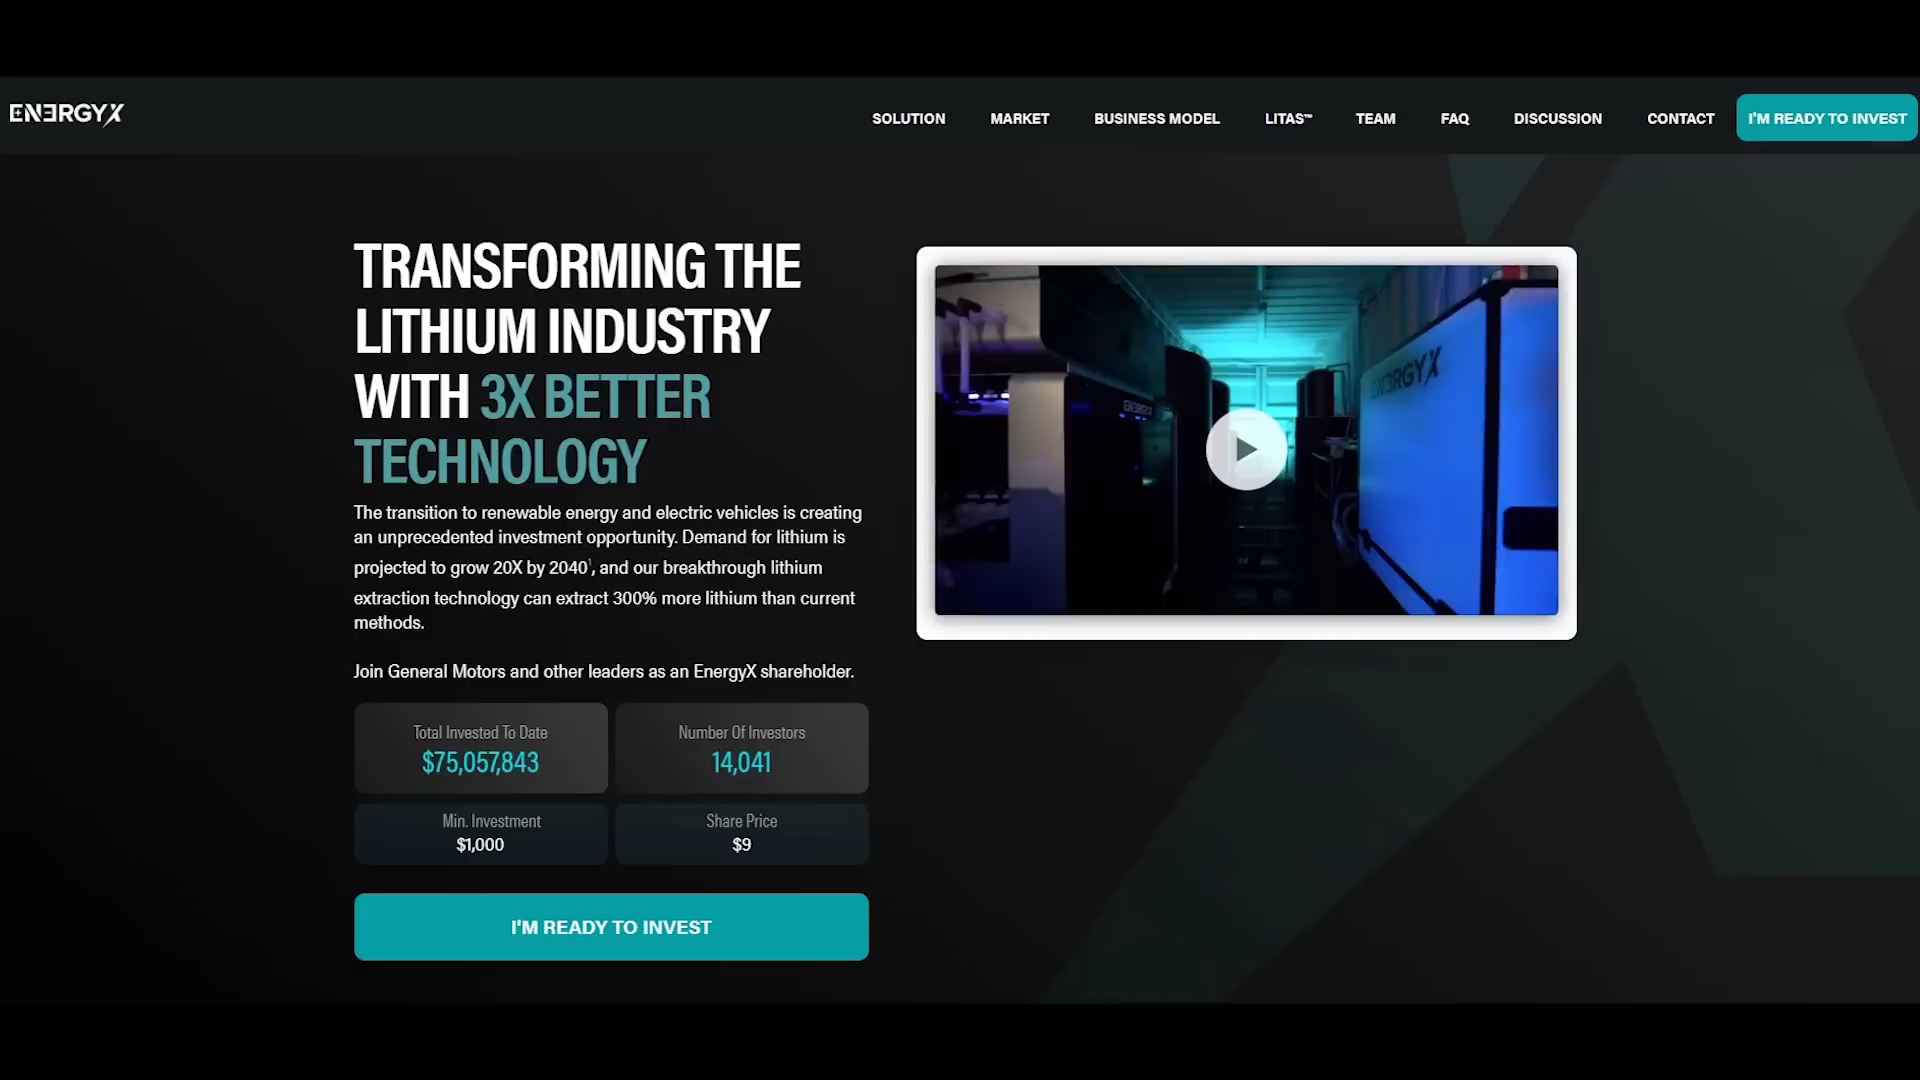 ENERGYX
SOLUTION
MARKET
BUSINESS MODEL
LITAS™
TEAM
FAQ
DISCUSSION
CONTACT
I'M READY TO INVEST
TRANSFORMING THE
LITHIUM INDUSTRY
WITH 3X BETTER
TECHNOLOGY
The transition to renewable energy and electric vehicles is creating
an unprecedented investment opportunity. Demand for lithium is
projected to grow 20X by 2040¹, and our breakthrough lithium
extraction technology can extract 300% more lithium than current
methods.
Join General Motors and other leaders as an EnergyX shareholder.
Total Invested To Date
$75,057,843
Number Of Investors
14,041
Min. Investment
$1,000
Share Price
$9
I'M READY TO INVEST
ENERGYX
ENERGYX